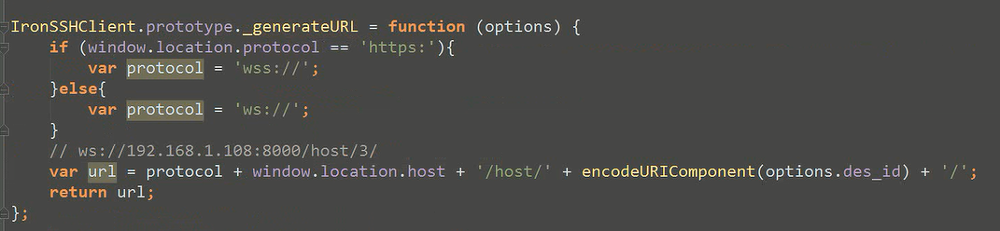 IronSSHClient.prototype._generateURL = function (options) {
    if (window.location.protocol == 'https:'){
        var protocol = 'wss://';
    }else{
        var protocol = 'ws://';
    }
    // ws://192.168.1.108:8000/host/3/
    var url = protocol + window.location.host + '/host/' + encodeURIComponent(options.des_id) + '/';
    return url;
};